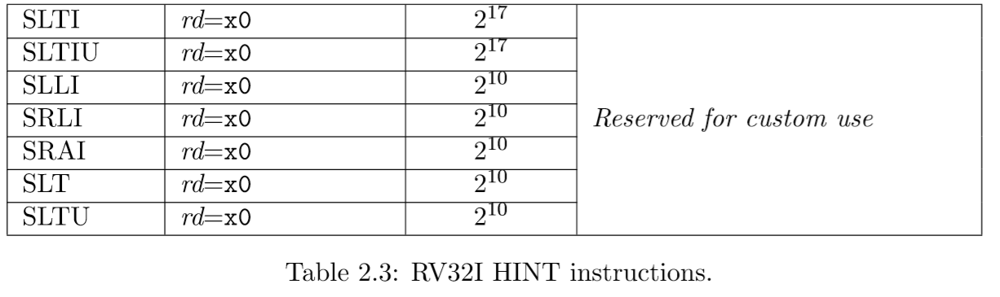 SLTI rd=x0 2^17
SLTIU rd=x0 2^17
SLLI rd=x0 2^10
SRLI rd=x0 2^10 Reserved for custom use
SRAI rd=x0 2^10
SLT rd=x0 2^10
SLTU rd=x0 2^10
Table 2.3: RV32I HINT instructions.